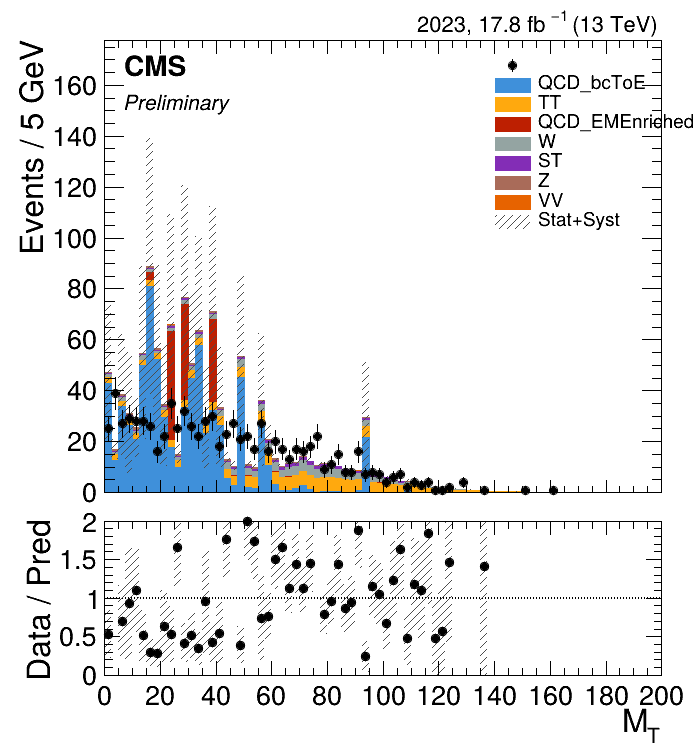 2023, 17.8 fb⁻¹ (13 TeV)
CMS
Preliminary
QCD_bcToE
TT
QCD_EMEnriched
W
ST
Z
VV
Stat+Syst
Events / 5 GeV
160
140
120
100
80
60
40
20
0
Data / Pred
2
1.5
1
0.5
0
0 20 40 60 80 100 120 140 160 180 200
M_T